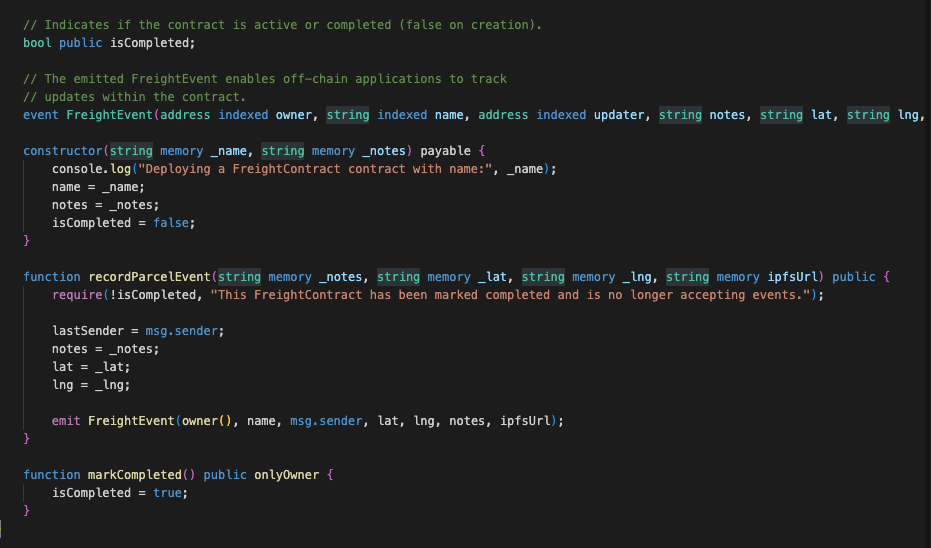 // Indicates if the contract is active or completed (false on creation).
bool public isCompleted;
// The emitted FreightEvent enables off-chain applications to track
// updates within the contract.
event FreightEvent(address indexed owner, string indexed name, address indexed updater, string notes, string lat, string lng,
constructor(string memory _name, string memory _notes) payable {
console.log("Deploying a FreightContract contract with name:", _name);
name = _name;
notes = _notes;
isCompleted = false;
}
function recordParcelEvent(string memory _notes, string memory _lat, string memory _lng, string memory ipfsUrl) public {
require(!isCompleted, "This FreightContract has been marked completed and is no longer accepting events.");
lastSender = msg.sender;
notes = _notes;
lat = _lat;
lng = _lng;
emit FreightEvent(owner(), name, msg.sender, lat, lng, notes, ipfsUrl);
}
function markCompleted() public onlyOwner {
isCompleted = true;
}